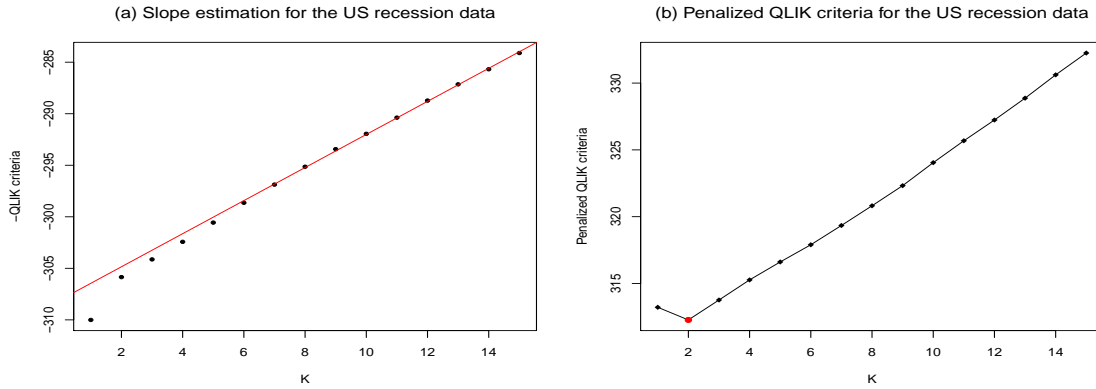 (a) Slope estimation for the US recession data
−QLIK criteria
−285
−290
−295
−300
−305
−310
2 4 6 8 10 12 14
K
(b) Penalized QLIK criteria for the US recession data
Penalized QLIK criteria
330
325
320
315
2 4 6 8 10 12 14
K